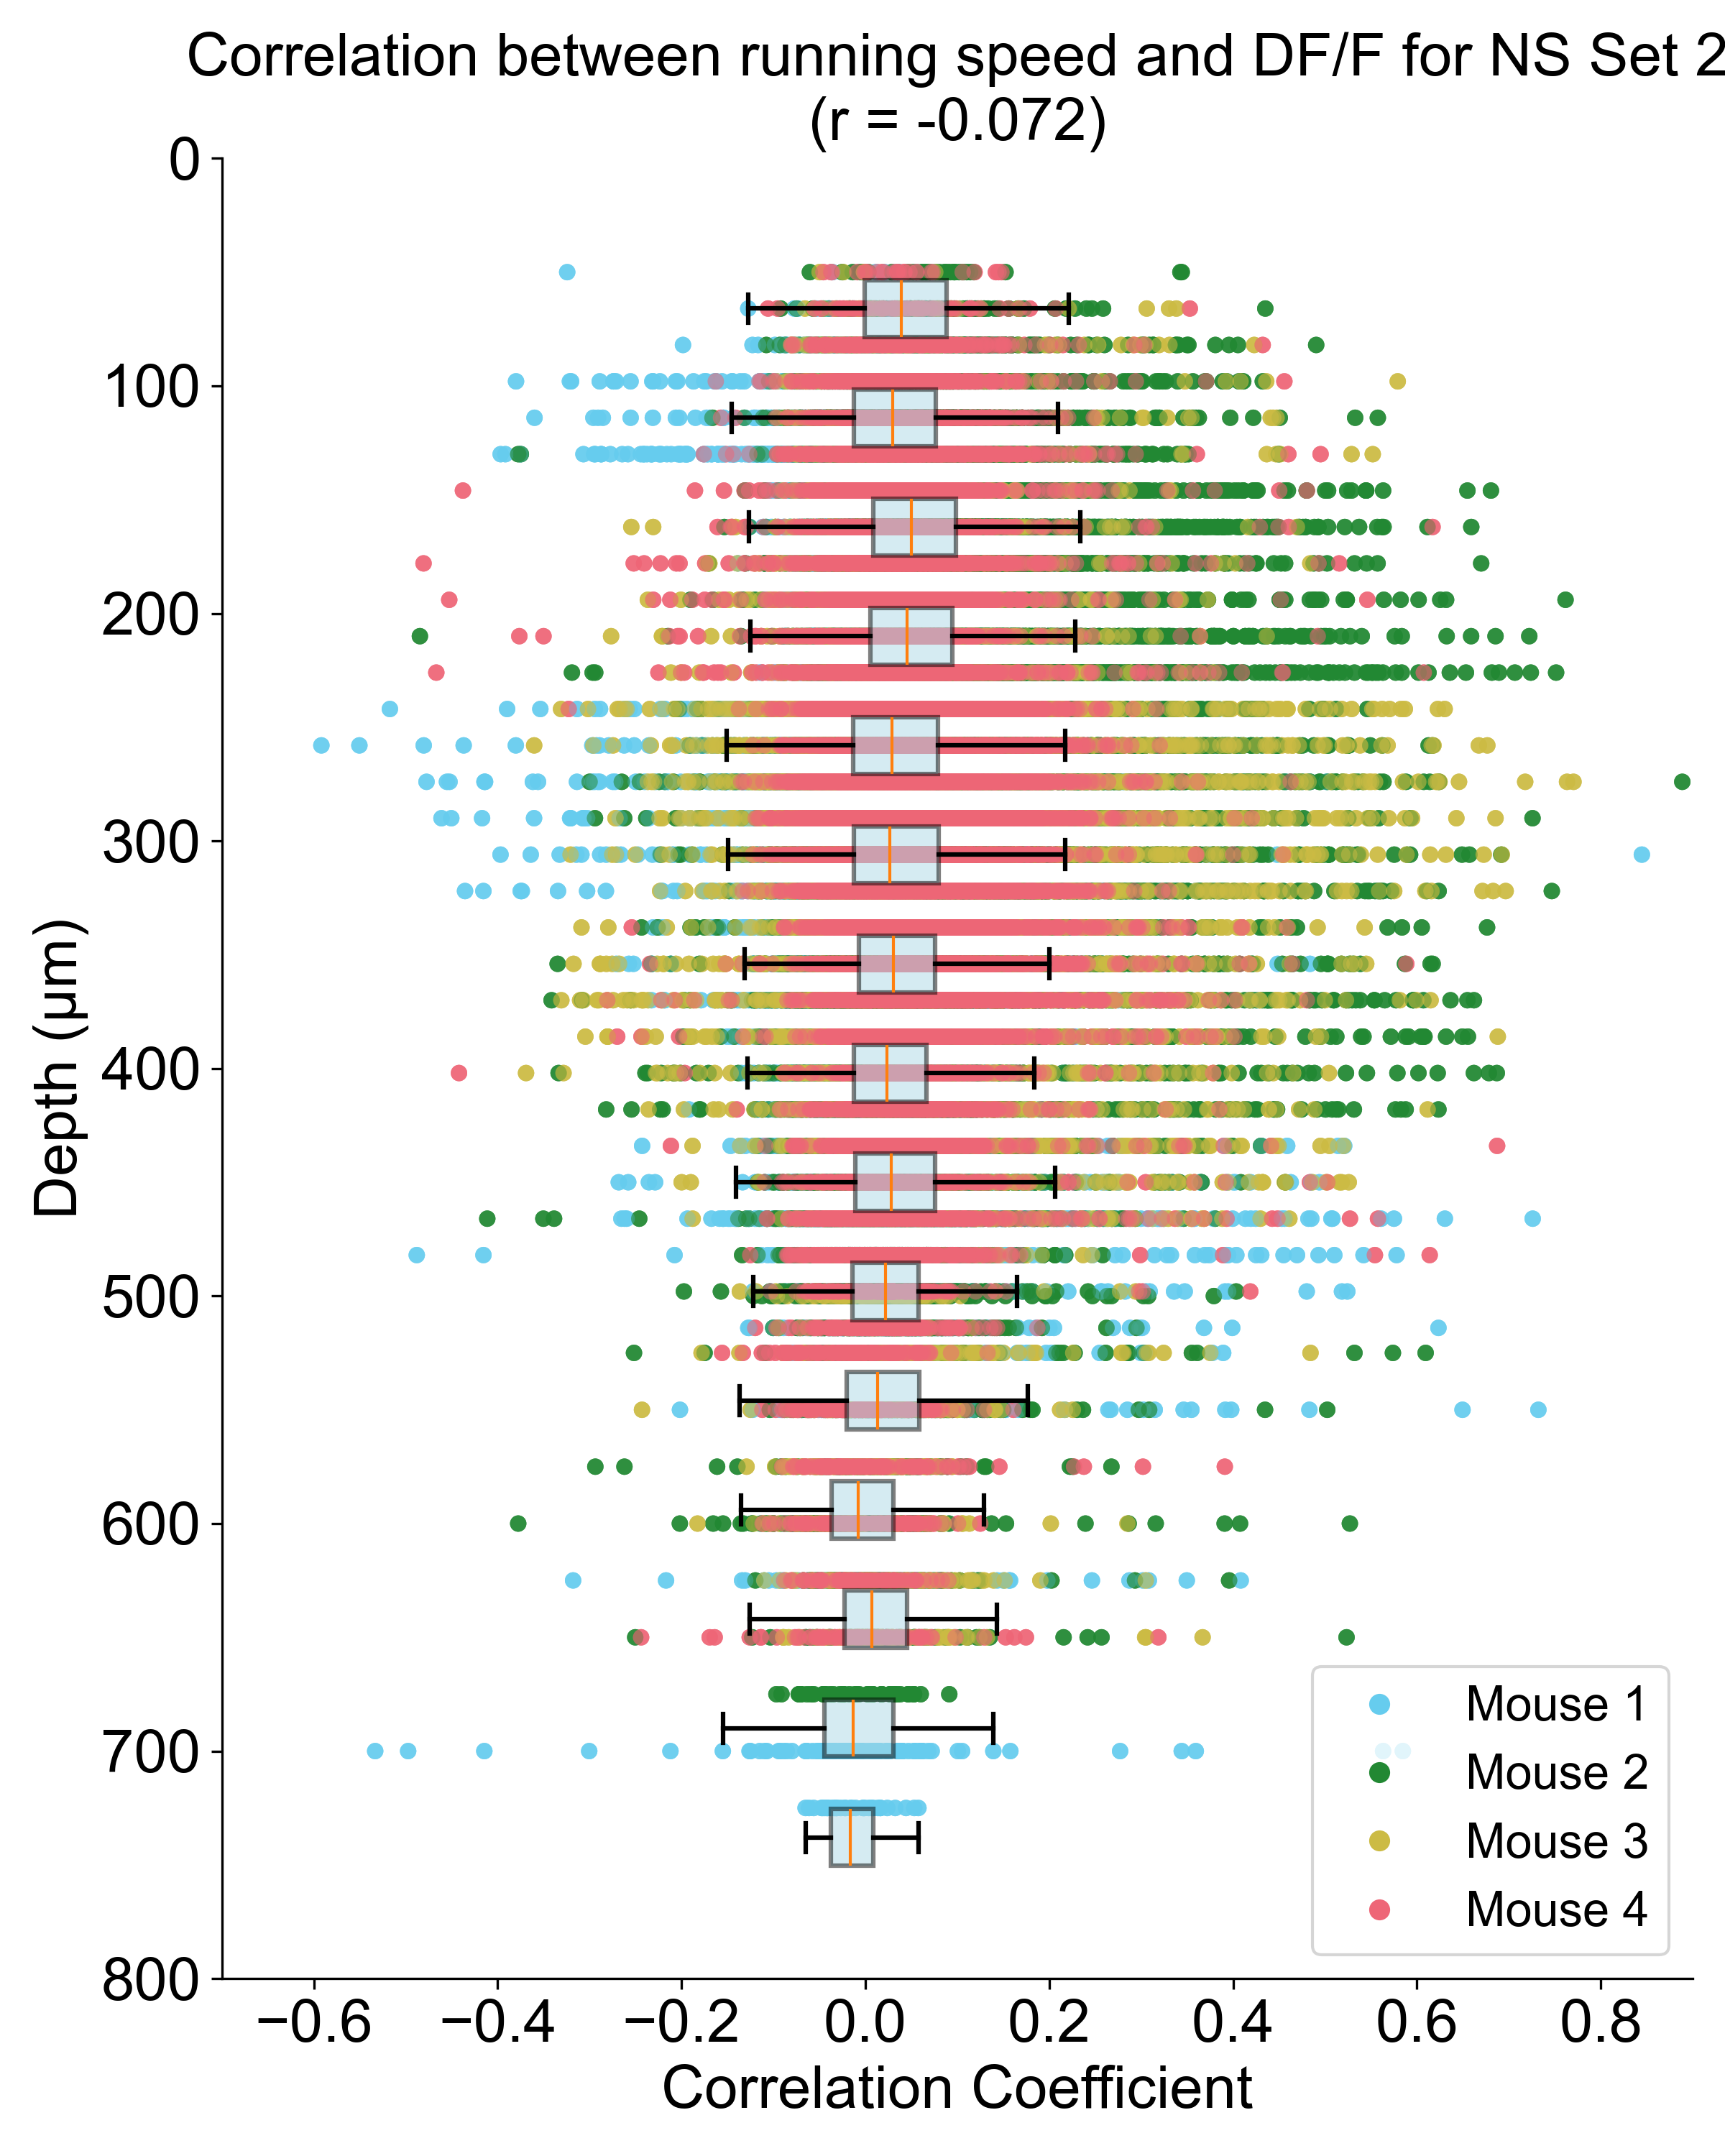 Correlation between running speed and DF/F for NS Set 2
(r = -0.072)
0
100
200
300
400
500
600
700
800
Depth (μm)
Mouse 1
Mouse 2
Mouse 3
Mouse 4
−0.6 −0.4 −0.2 0.0 0.2 0.4 0.6 0.8
Correlation Coefficient